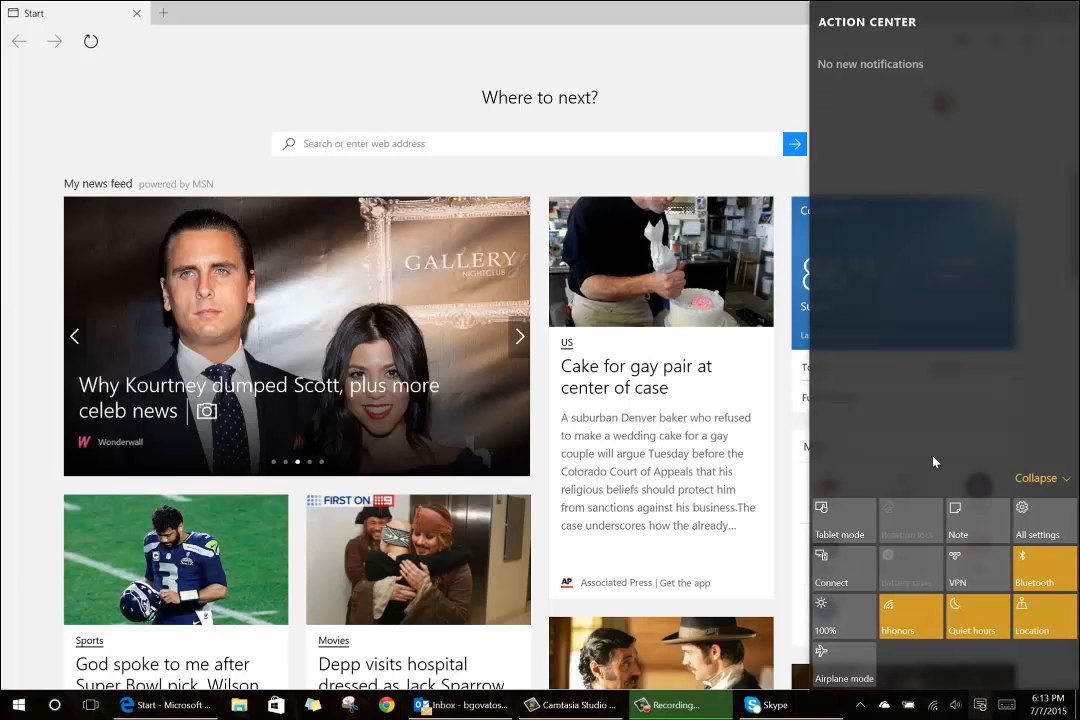 Start
ACTION CENTER
No new notifications
Where to next?
Search or enter web address
My news feed powered by MSN
GALLERY
NIGHTCLUB
Why Kourtney dumped Scott, plus more
celeb news
Wonderwall
US
Cake for gay pair at
center of case
A suburban Denver baker who refused
to make a wedding cake for a gay
couple will argue Tuesday before the
Colorado Court of Appeals that his
religious beliefs should protect him
from sanctions against his business.The
case underscores how the already...
AP Associated Press | Get the app
FIRST ON 9
3
Sports
God spoke to me after
Super Bowl pick, Wilson
Movies
Depp visits hospital
dressed as Jack Sparrow
Collapse
Tablet mode
Rotation lock
Note
All settings
Connect
Battery saver
VPN
Bluetooth
100%
hhonors
Quiet hours
Location
Airplane mode
Start - Microsoft ...
Inbox - bgovatos...
Camtasia Studio ...
Recording...
Skype
6:13 PM
7/7/2015